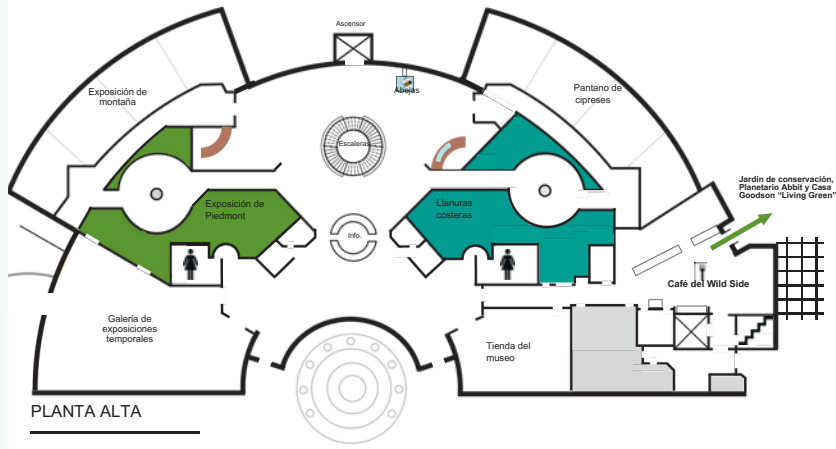 Ascensor
Exposición de
montaña
Abejas
Pantano de
cipreses
Escaleras
Jardín de conservación,
Planetario Abbit y Casa
Goodson “Living Green”
Exposición de
Piedmont
Llanuras
costeras
Info.
Café del Wild Side
Galería de
exposiciones
temporales
Tienda del
museo
PLANTA ALTA